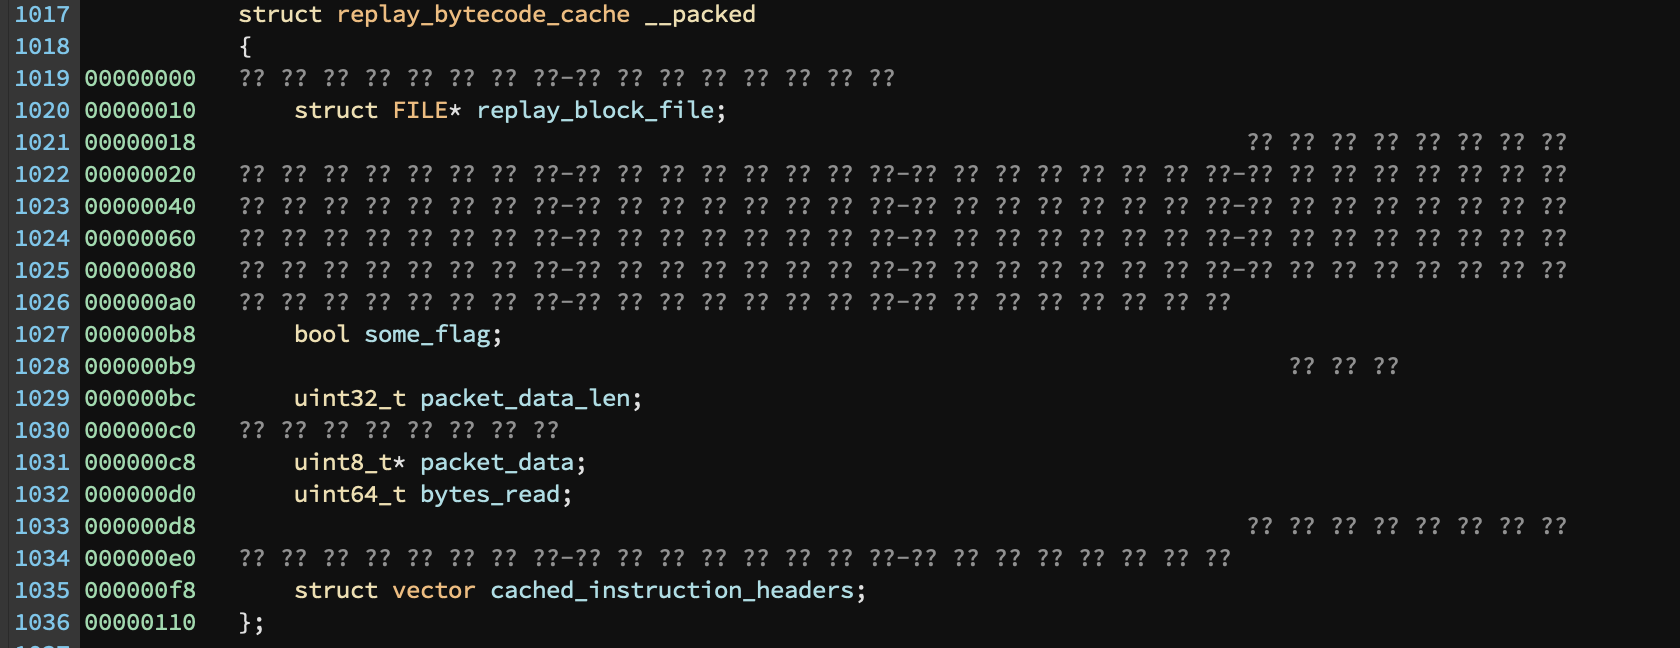 1017 struct replay_bytecode_cache __packed
1018 {
1019 00000000 ?? ?? ?? ?? ?? ?? ?? ??-?? ?? ?? ?? ?? ?? ?? ??
1020 00000010 struct FILE* replay_block_file;
1021 00000018 ?? ?? ?? ?? ?? ?? ?? ??
1022 00000020 ?? ?? ?? ?? ?? ?? ?? ??-?? ?? ?? ?? ?? ?? ?? ??-?? ?? ?? ?? ?? ?? ?? ??-?? ?? ?? ?? ?? ?? ?? ??
1023 00000040 ?? ?? ?? ?? ?? ?? ?? ??-?? ?? ?? ?? ?? ?? ?? ??-?? ?? ?? ?? ?? ?? ?? ??-?? ?? ?? ?? ?? ?? ?? ??
1024 00000060 ?? ?? ?? ?? ?? ?? ?? ??-?? ?? ?? ?? ?? ?? ?? ??-?? ?? ?? ?? ?? ?? ?? ??-?? ?? ?? ?? ?? ?? ?? ??
1025 00000080 ?? ?? ?? ?? ?? ?? ?? ??-?? ?? ?? ?? ?? ?? ?? ??-?? ?? ?? ?? ?? ?? ?? ??-?? ?? ?? ?? ?? ?? ?? ??
1026 000000a0 ?? ?? ?? ?? ?? ?? ?? ??-?? ?? ?? ?? ?? ?? ?? ??-?? ?? ?? ?? ?? ?? ?? ??
1027 000000b8 bool some_flag;
1028 000000b9 ?? ?? ??
1029 000000bc uint32_t packet_data_len;
1030 000000c0 ?? ?? ?? ?? ?? ?? ?? ??
1031 000000c8 uint8_t* packet_data;
1032 000000d0 uint64_t bytes_read;
1033 000000d8 ?? ?? ?? ?? ?? ?? ?? ??
1034 000000e0 ?? ?? ?? ?? ?? ?? ?? ??-?? ?? ?? ?? ?? ?? ?? ??-?? ?? ?? ?? ?? ?? ?? ??
1035 000000f8 struct vector cached_instruction_headers;
1036 00000110 };